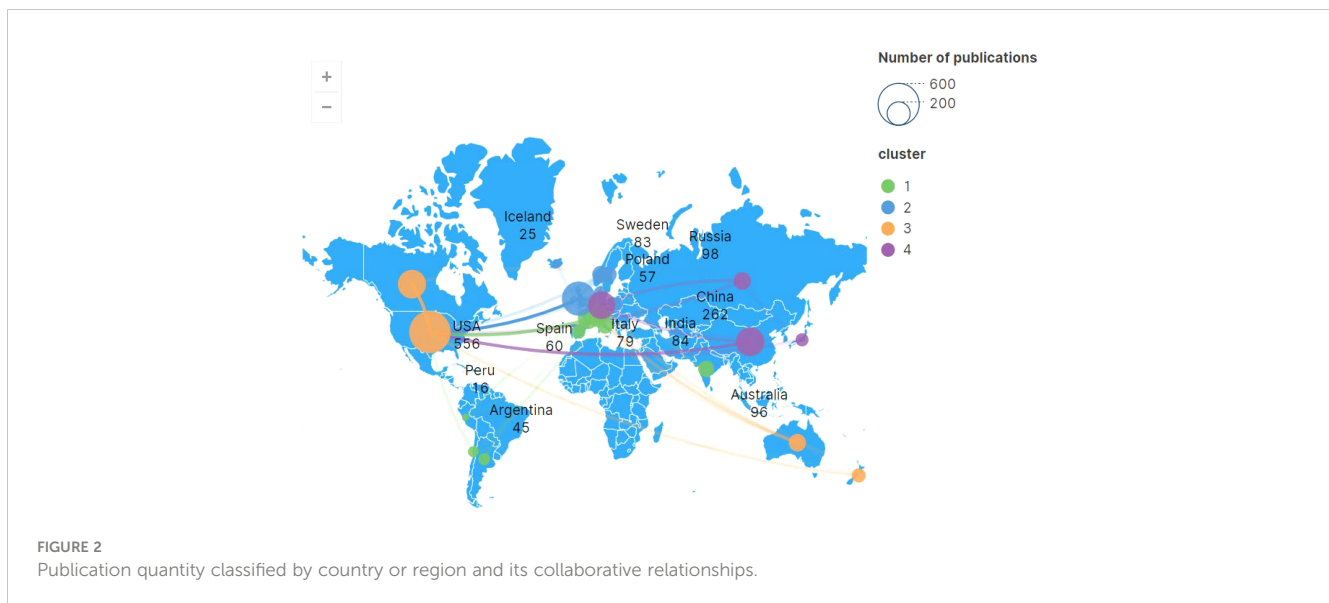 +
−
Number of publications
600
200
cluster
1
2
3
4
Iceland
25
Sweden
83
Russia
98
Poland
57
China
262
USA
556
Spain
60
Italy
79
India
84
Peru
16
Argentina
45
Australia
96
FIGURE 2
Publication quantity classified by country or region and its collaborative relationships.